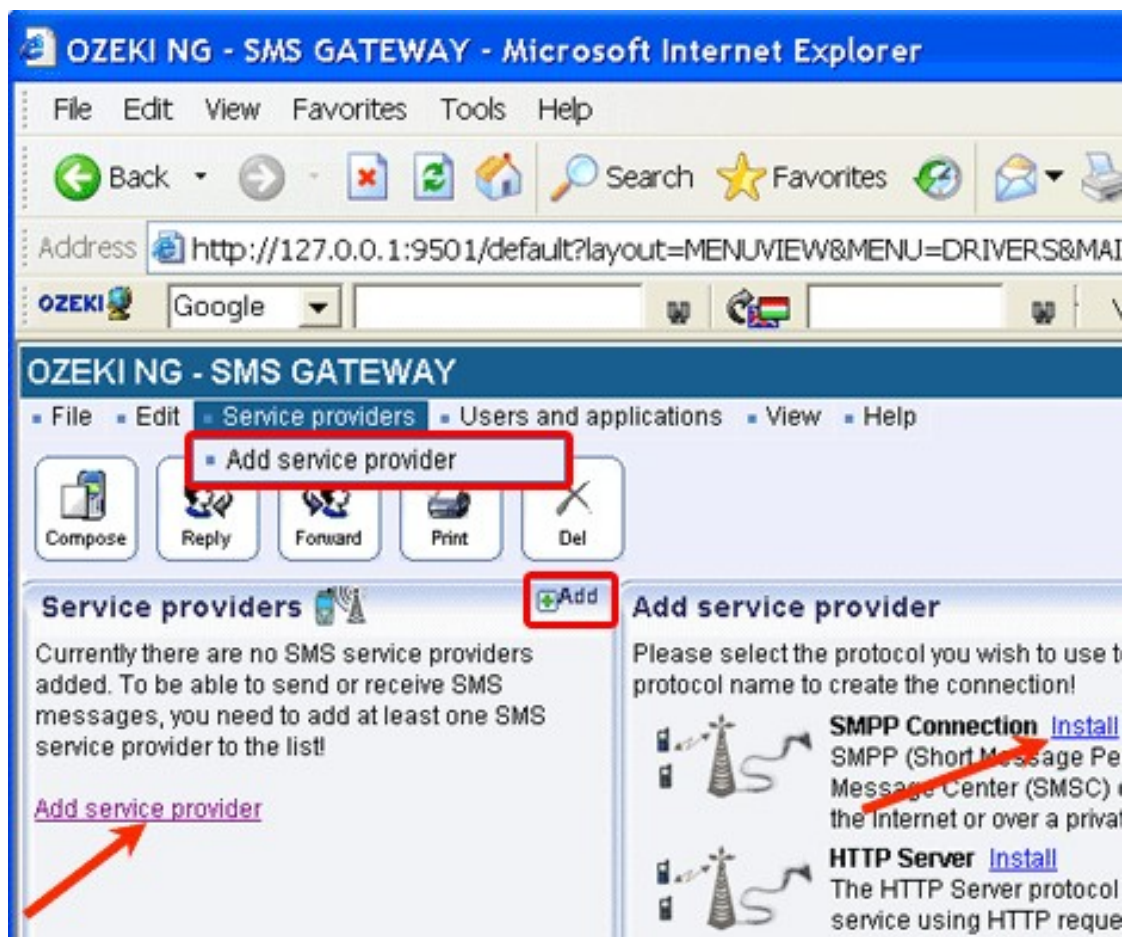 OZEKI NG - SMS GATEWAY - Microsoft Internet Explorer
File Edit View Favorites Tools Help
Back Search Favorites
Address http://127.0.0.1:9501/default?layout=MENUVIEW&MENU=DRIVERS&MAI
OZEKI Google
OZEKI NG - SMS GATEWAY
File Edit Service providers Users and applications View Help
Add service provider
Compose Reply Forward Print Del
Service providers Add
Currently there are no SMS service providers
added. To be able to send or receive SMS
messages, you need to add at least one SMS
service provider to the list!
Add service provider
Add service provider
Please select the protocol you wish to use t
protocol name to create the connection!
SMPP Connection Install
SMPP (Short Message Pe
Message Center (SMSC)
the Internet or over a privat
HTTP Server Install
The HTTP Server protocol
service using HTTP reque